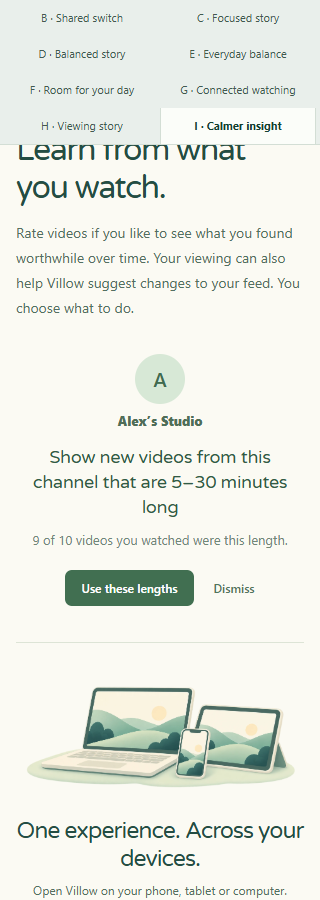 B · Shared switch
C · Focused story
D · Balanced story
E · Everyday balance
F · Room for your day
G · Connected watching
H · Viewing story
I · Calmer insight
Learn from what
you watch.
Rate videos if you like to see what you found
worthwhile over time. Your viewing can also
help Villow suggest changes to your feed. You
choose what to do.
A
Alex’s Studio
Show new videos from this
channel that are 5–30 minutes
long
9 of 10 videos you watched were this length.
Use these lengths
Dismiss
One experience. Across your
devices.
Open Villow on your phone, tablet or computer.